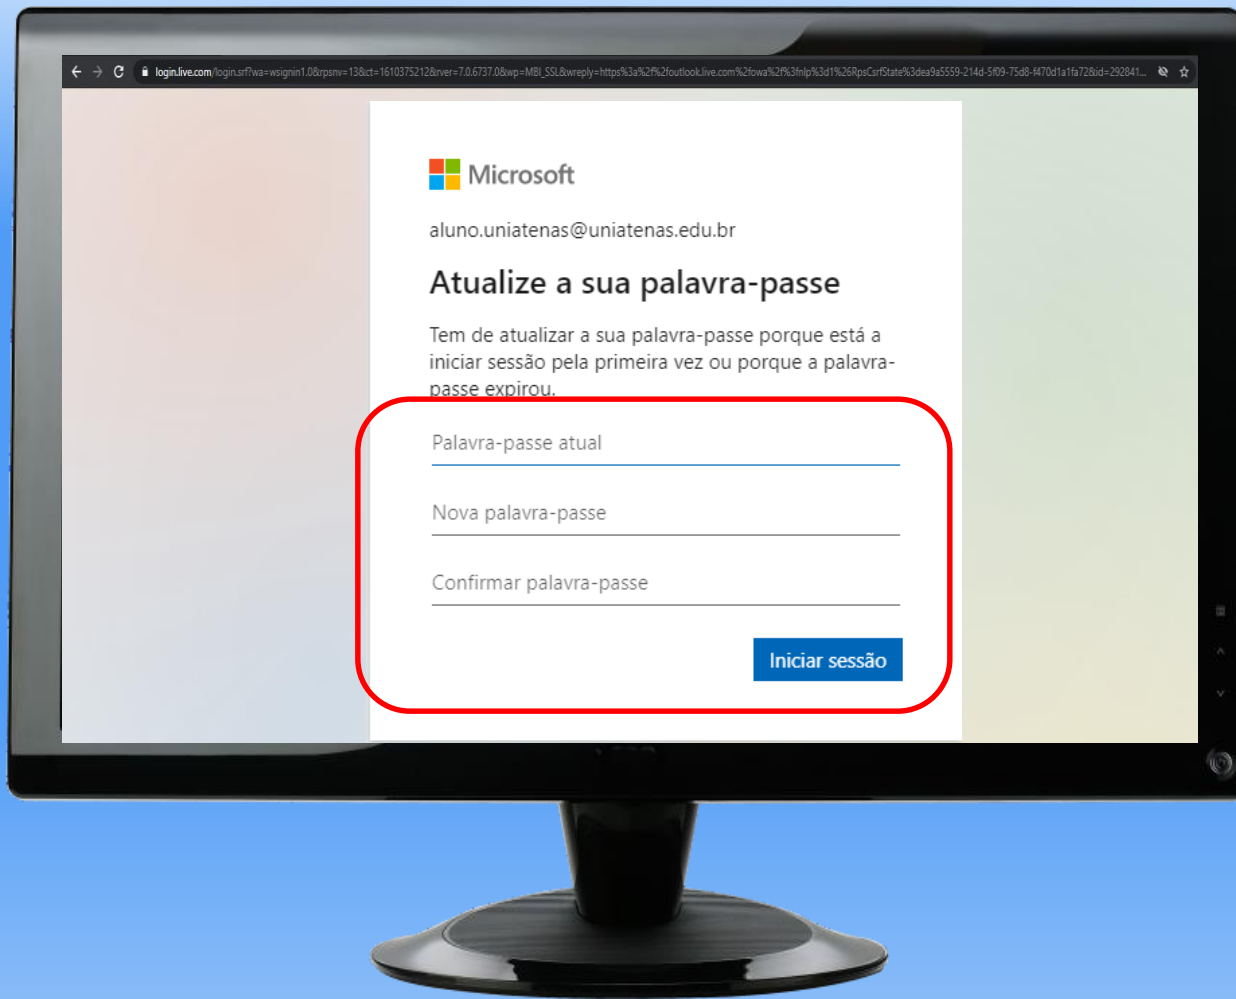 login.live.com/login.srf?wa=wsignin1.0&rpsnv=13&ct=1610375212&rver=7.0.6737.0&wp=MBI_SSL&wreply=https%3a%2f%2foutlook.live.com%2fowa%2f%3fnlp%3d1%26RpsCsrfState%3dea9a5559-214d-5f09-75d8-f470d1a1fa72&id=292841...
Microsoft
aluno.uniatenas@uniatenas.edu.br
Atualize a sua palavra-passe
Tem de atualizar a sua palavra-passe porque está a
iniciar sessão pela primeira vez ou porque a palavra-
passe expirou.
Palavra-passe atual
Nova palavra-passe
Confirmar palavra-passe
Iniciar sessão